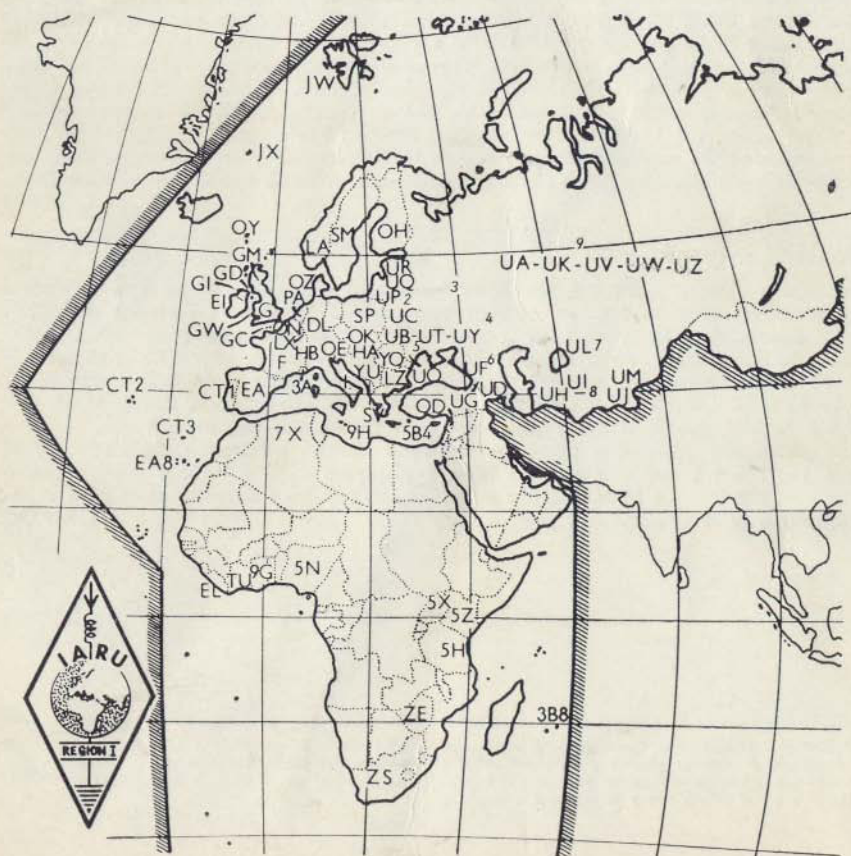 JW
JX
OY
LA SM OH
9
UA-UK-UV-UW-UZ
GM
GD
GI
EI G
GW
GC
OZ
PA
UR
UQ
UP 2
3
4
ON DL SP UC
LX
OK UB-UT-UY
5
F HB OE HA YO
YU LZ UO
UF 6
UL 7
UD
UG
UH - 8
UI
UM
UJ
CT2
CT1 EA 3A I
SV
OD
CT3
7X 9H 5B4
EA8
EL TU 9G 5N
5X 5Z
5H
ZE 3B8
ZS
IARU
REGION I